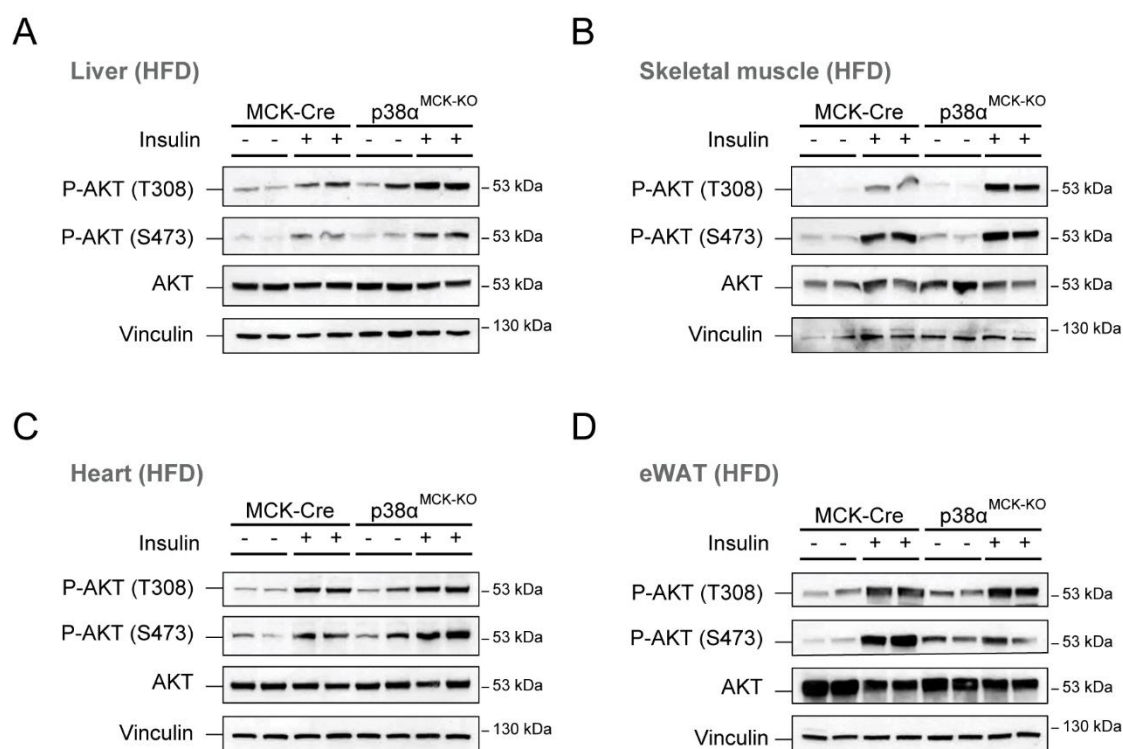 A
Liver (HFD)
MCK-Cre p38α^MCK-KO
Insulin - - + + - - + +
P-AKT (T308) 53 kDa
P-AKT (S473) 53 kDa
AKT 53 kDa
Vinculin 130 kDa
B
Skeletal muscle (HFD)
MCK-Cre p38α^MCK-KO
Insulin - - + + - - + +
P-AKT (T308) 53 kDa
P-AKT (S473) 53 kDa
AKT 53 kDa
Vinculin 130 kDa
C
Heart (HFD)
MCK-Cre p38α^MCK-KO
Insulin - - + + - - + +
P-AKT (T308) 53 kDa
P-AKT (S473) 53 kDa
AKT 53 kDa
Vinculin 130 kDa
D
eWAT (HFD)
MCK-Cre p38α^MCK-KO
Insulin - - + + - - + +
P-AKT (T308) 53 kDa
P-AKT (S473) 53 kDa
AKT 53 kDa
Vinculin 130 kDa